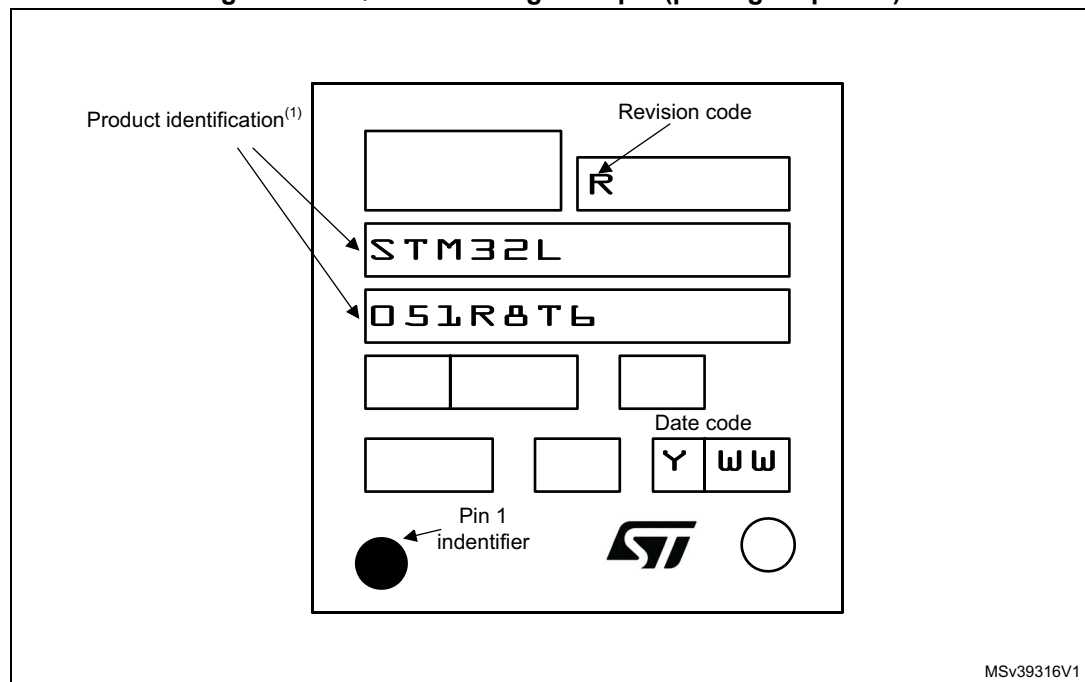 Product identification(1)
Revision code
R
STM32L
051R8T6
Date code
Y WW
Pin 1
indentifier
ST
MSv39316V1